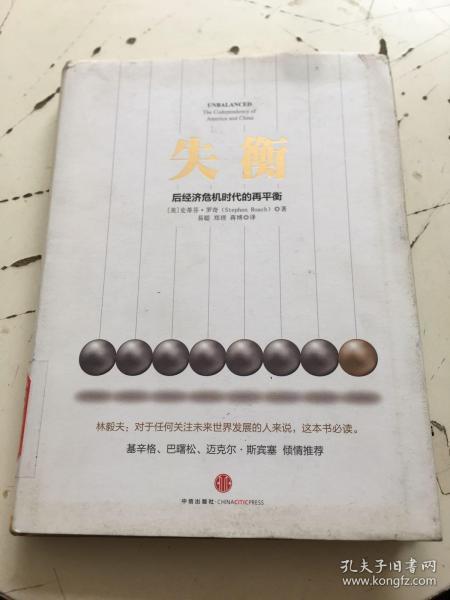 UNBALANCED
The Codependency of
America and China
失衡
后经济危机时代的再平衡
[美]史蒂芬·罗奇（Stephen Roach）◎著
易聪 郑理 蒋博◎译
林毅夫：对于任何关注未来世界发展的人来说，这本书必读。
基辛格、巴曙松、迈克尔·斯宾塞 倾情推荐
中信出版社·CHINACITICPRESS
孔夫子旧书网
www.kongfz.com